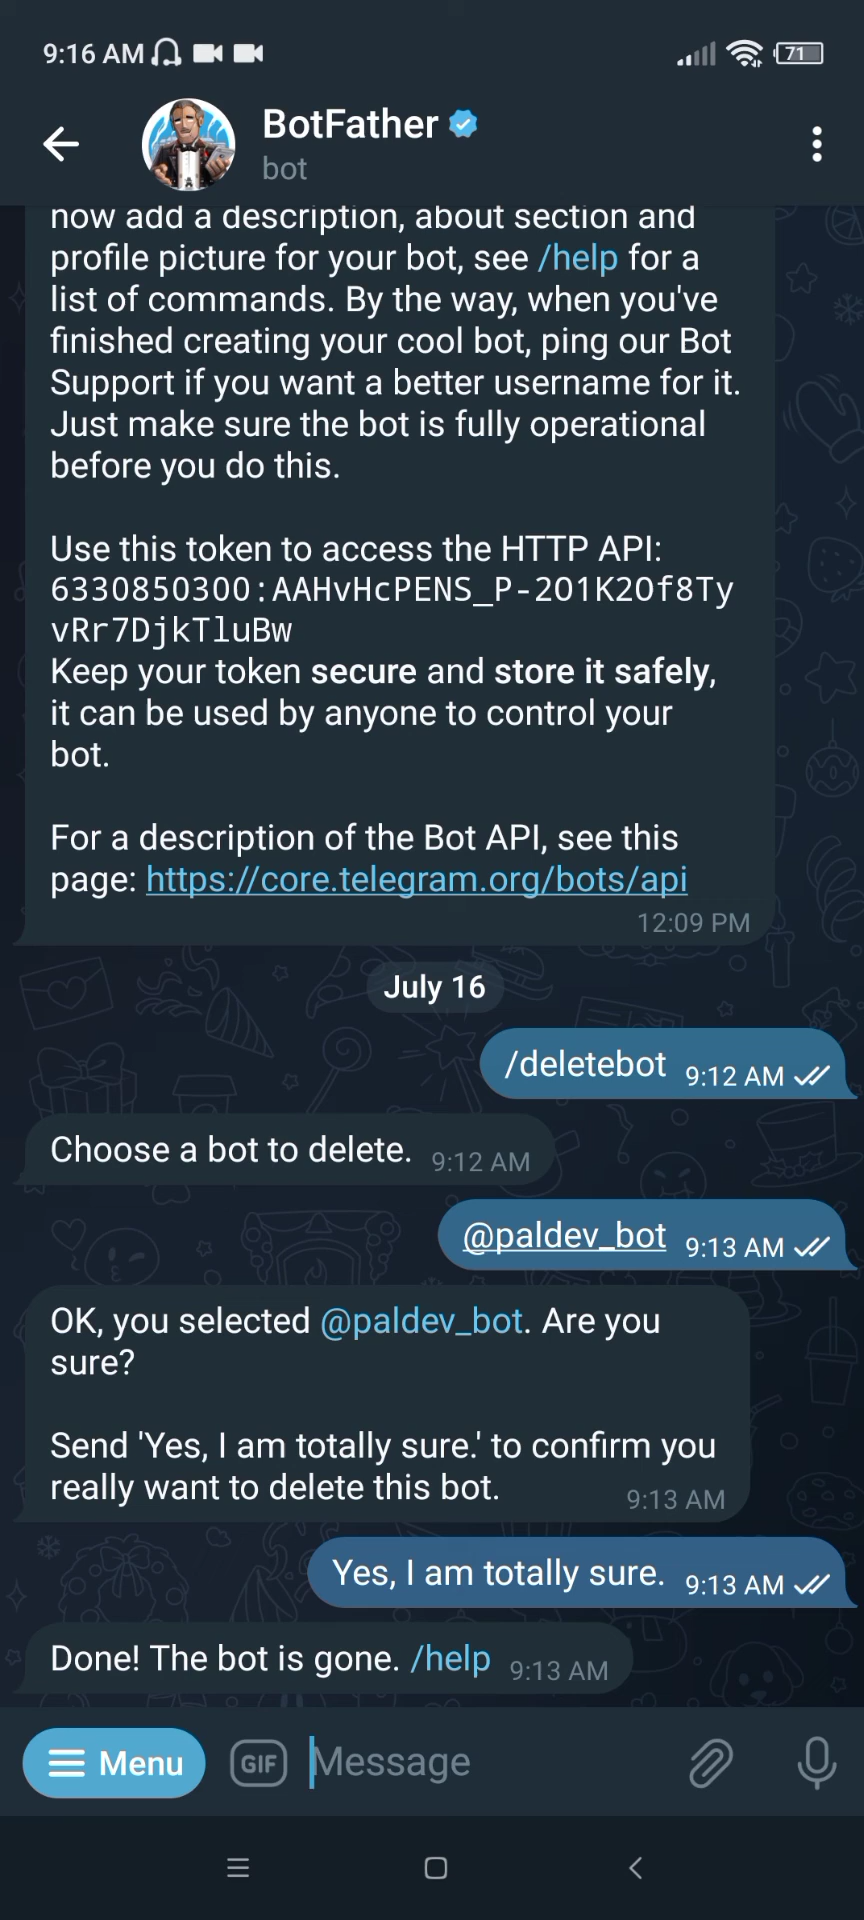 9:16 AM
71
BotFather
bot
now add a description, about section and
profile picture for your bot, see /help for a
list of commands. By the way, when you've
finished creating your cool bot, ping our Bot
Support if you want a better username for it.
Just make sure the bot is fully operational
before you do this.
Use this token to access the HTTP API:
6330850300:AAHvHcPENS_P-201K2Of8Ty
vRr7DjkTluBw
Keep your token secure and store it safely,
it can be used by anyone to control your
bot.
For a description of the Bot API, see this
page: https://core.telegram.org/bots/api
12:09 PM
July 16
/deletebot 9:12 AM
Choose a bot to delete. 9:12 AM
@paldev_bot 9:13 AM
OK, you selected @paldev_bot. Are you
sure?
Send 'Yes, I am totally sure.' to confirm you
really want to delete this bot. 9:13 AM
Yes, I am totally sure. 9:13 AM
Done! The bot is gone. /help 9:13 AM
Menu GIF Message